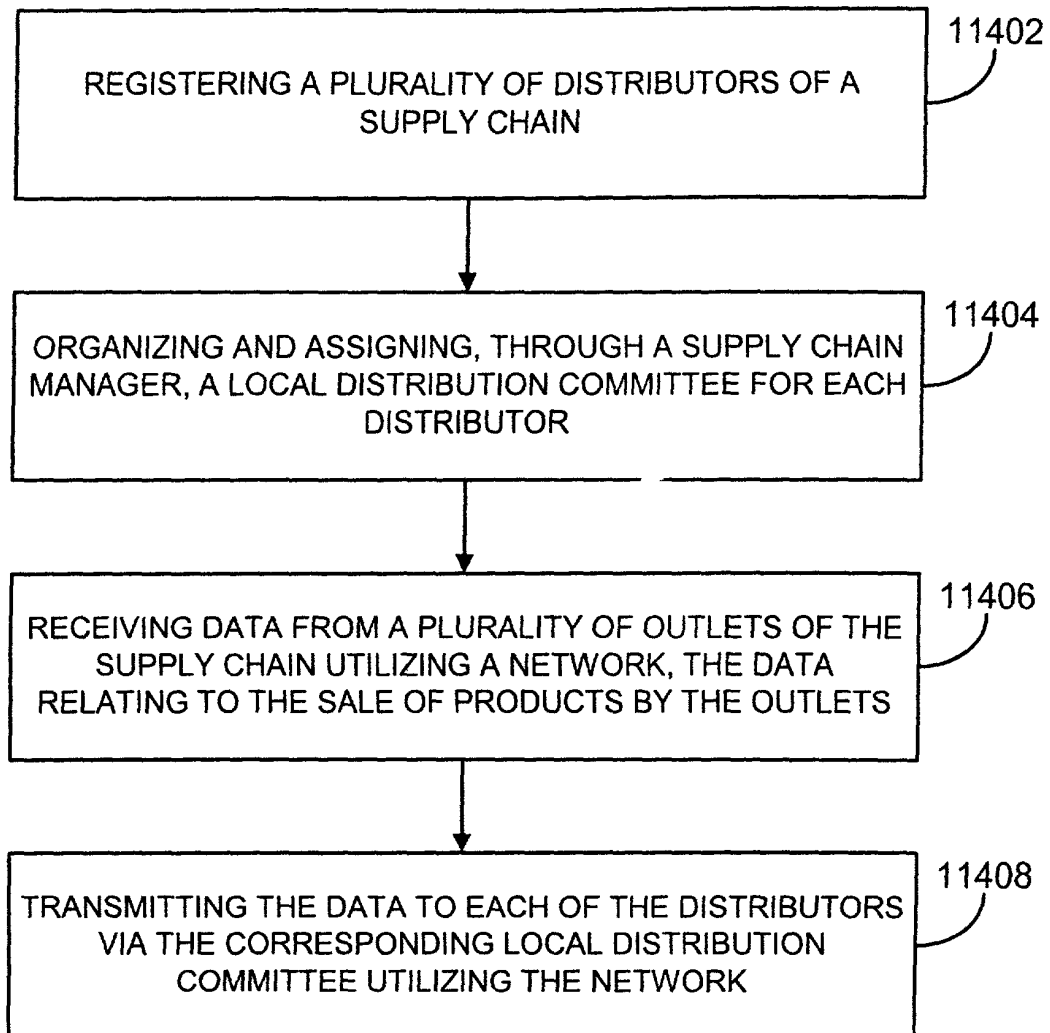 11402
REGISTERING A PLURALITY OF DISTRIBUTORS OF A
SUPPLY CHAIN
11404
ORGANIZING AND ASSIGNING, THROUGH A SUPPLY CHAIN
MANAGER, A LOCAL DISTRIBUTION COMMITTEE FOR EACH
DISTRIBUTOR
11406
RECEIVING DATA FROM A PLURALITY OF OUTLETS OF THE
SUPPLY CHAIN UTILIZING A NETWORK, THE DATA
RELATING TO THE SALE OF PRODUCTS BY THE OUTLETS
11408
TRANSMITTING THE DATA TO EACH OF THE DISTRIBUTORS
VIA THE CORRESPONDING LOCAL DISTRIBUTION
COMMITTEE UTILIZING THE NETWORK